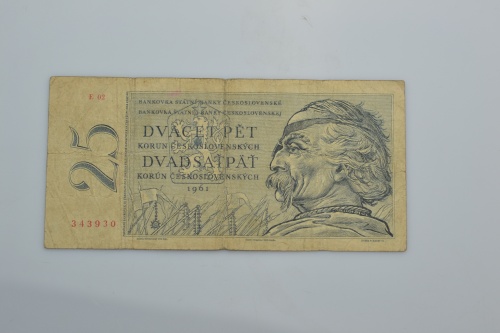 E 02
25
343930
BANKOVKA STÁTNÍ BANKY ČESKOSLOVENSKÉ
BANKOVKA ŠTÁTNEJ BANKY ČESKOSLOVENSKEJ
DVACET PĚT
KORUN ČESKOSLOVENSKÝCH
DVADSAŤPÄŤ
KORÚN ČESKOSLOVENSKÝCH
1961